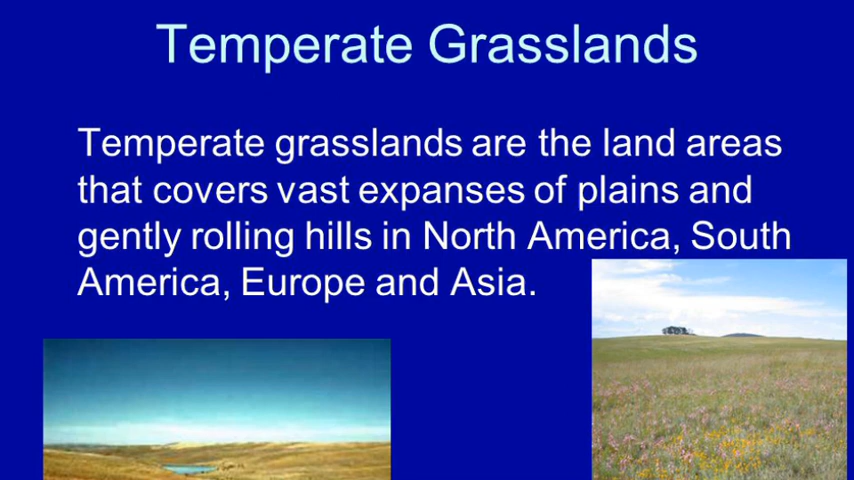 Temperate Grasslands
Temperate grasslands are the land areas
that covers vast expanses of plains and
gently rolling hills in North America, South
America, Europe and Asia.